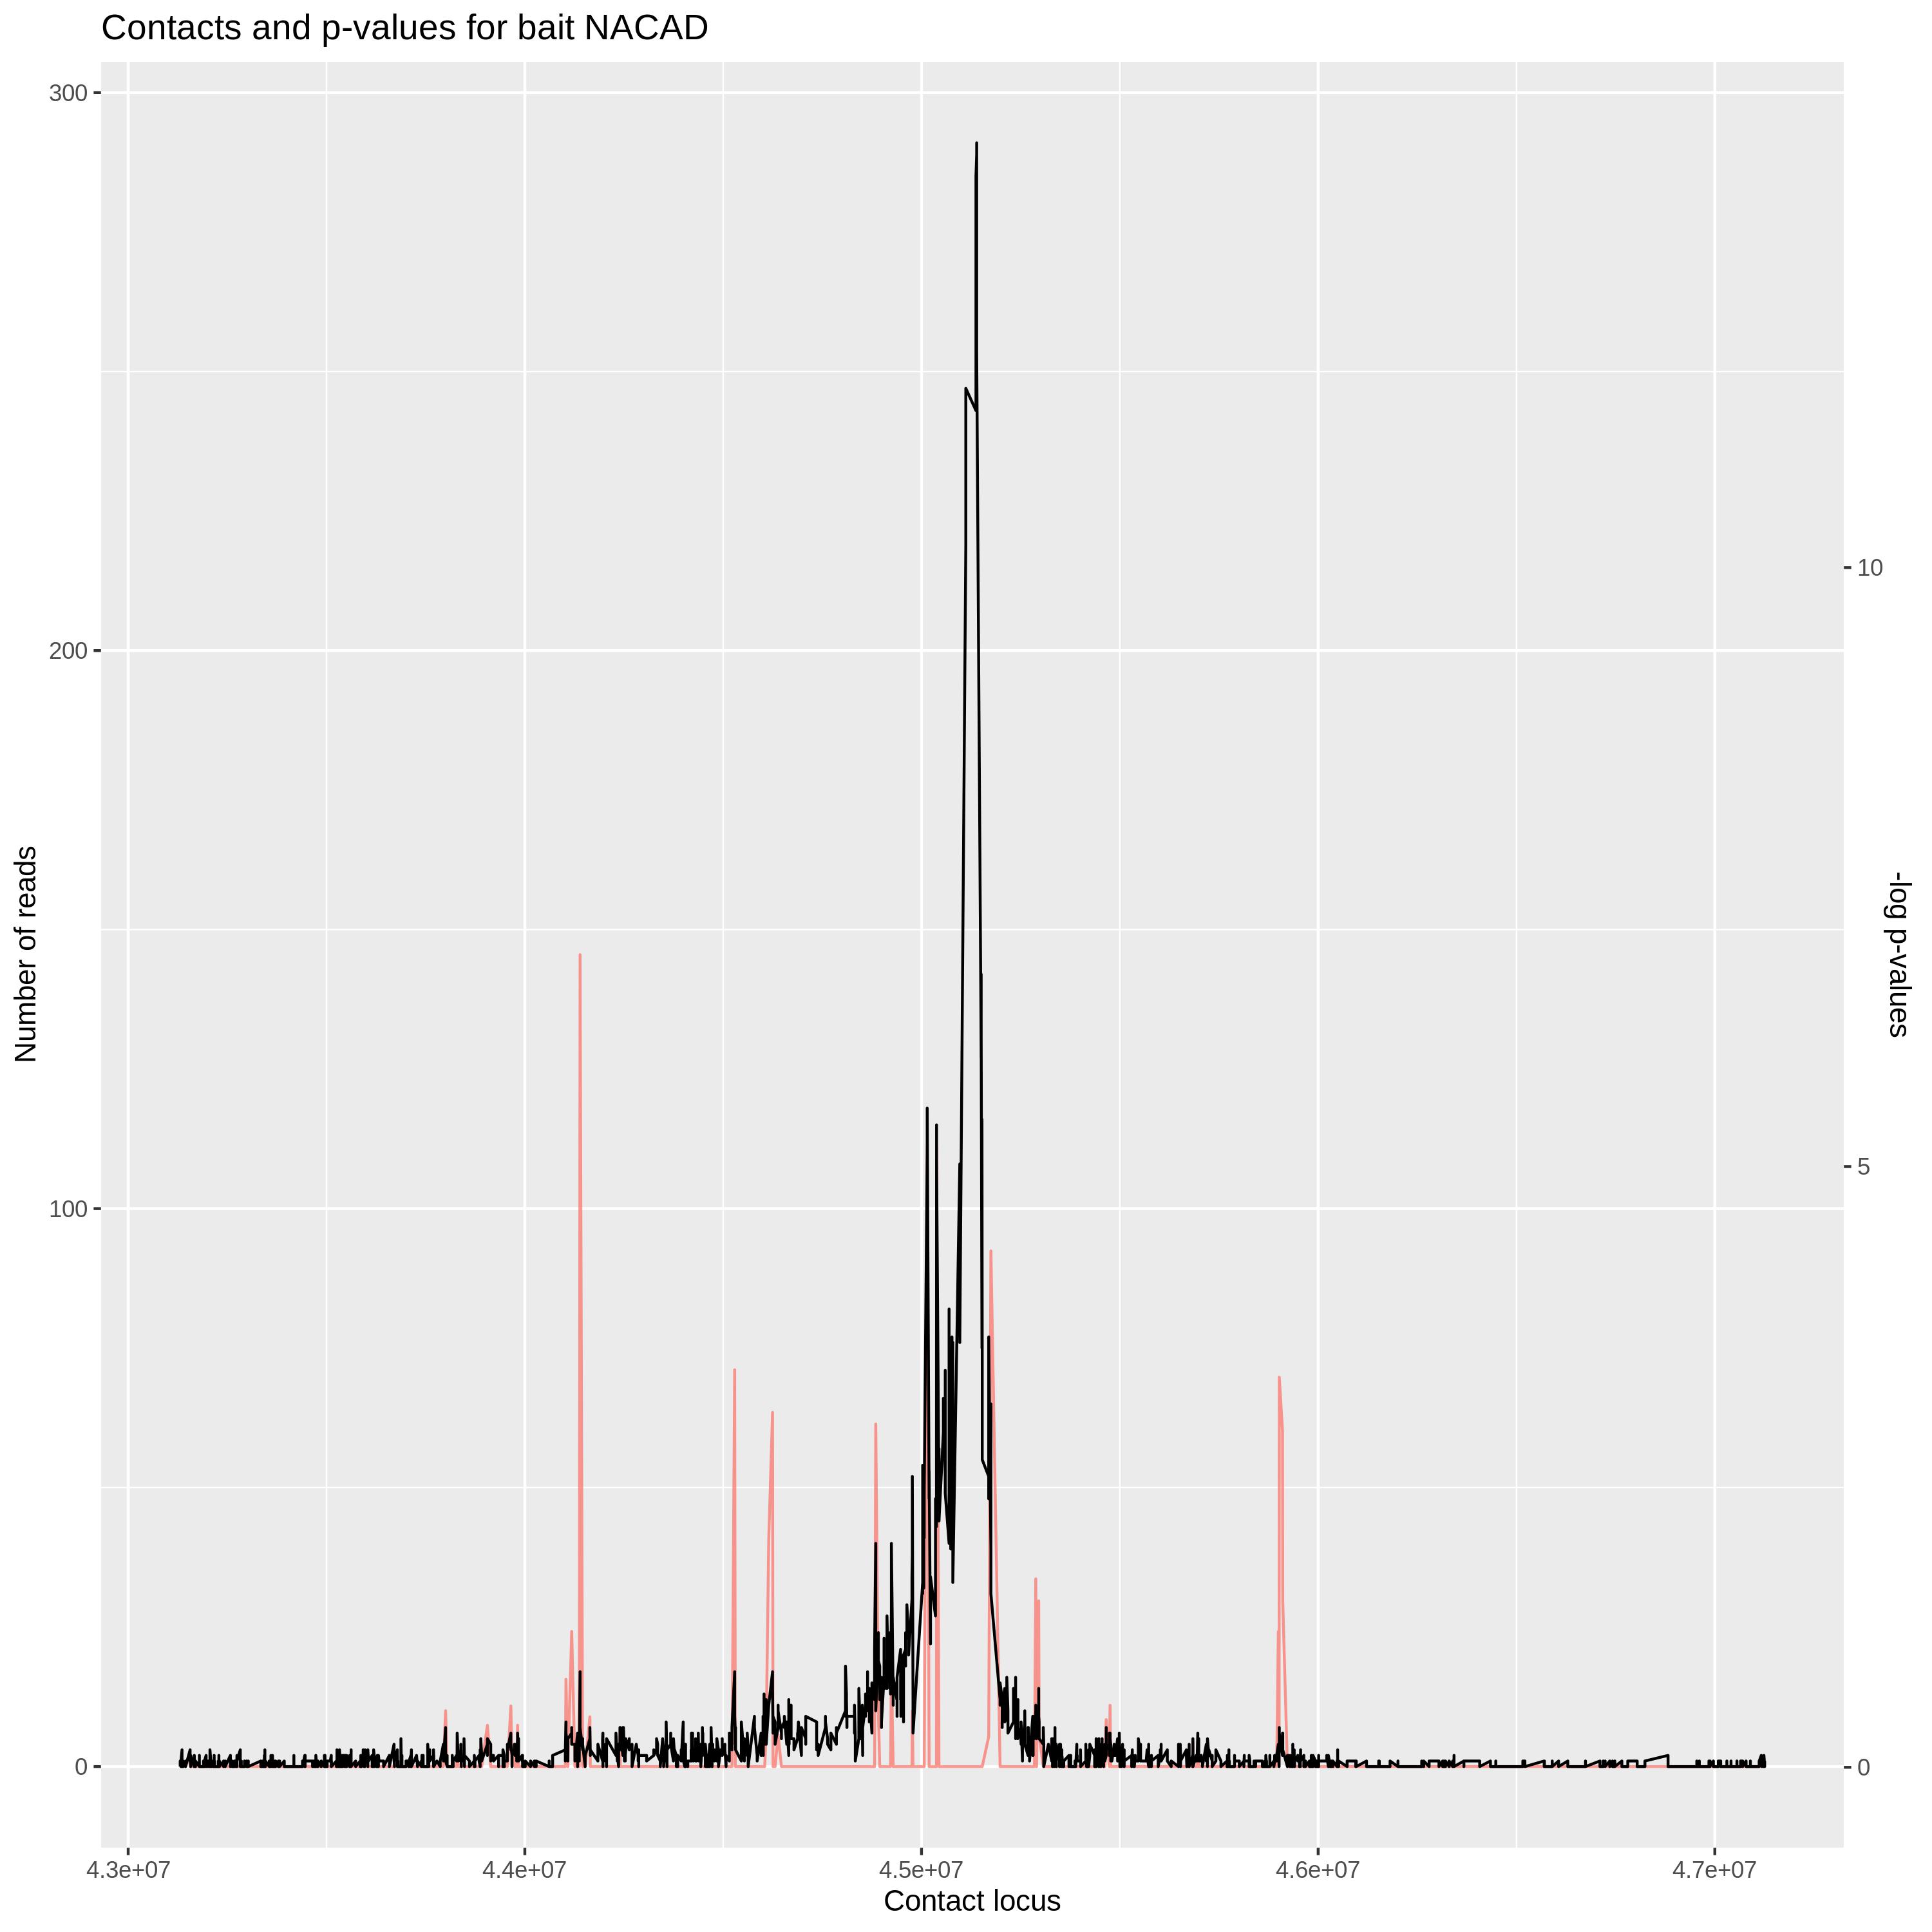 Contacts and p-values for bait NACAD
300
200
100
0
Number of reads
10
5
0
-log p-values
4.3e+07
4.4e+07
4.5e+07
4.6e+07
4.7e+07
Contact locus